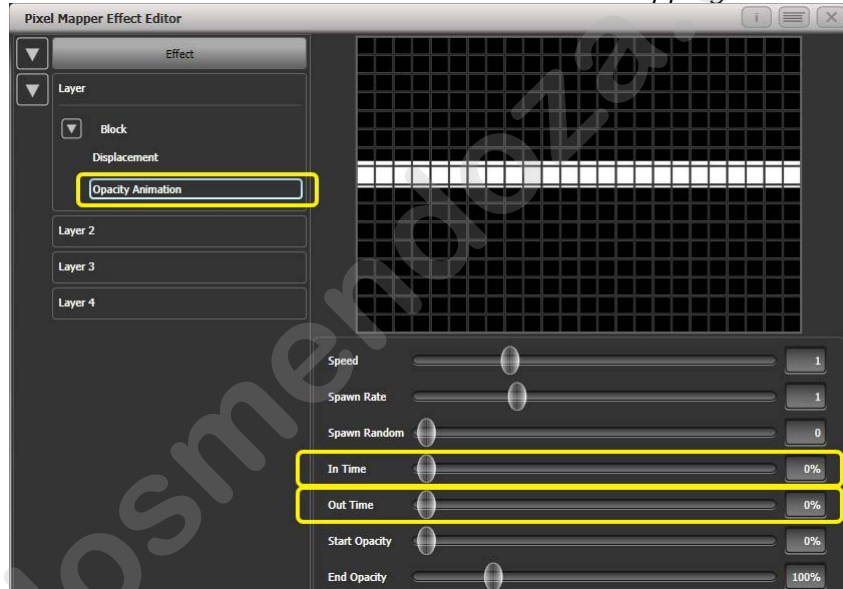 Pixel Mapper Effect Editor
Effect
Layer
Block
Displacement
Opacity Animation
Layer 2
Layer 3
Layer 4
Speed 1
Spawn Rate 1
Spawn Random 0
In Time 0%
Out Time 0%
Start Opacity 0%
End Opacity 100%
osmendoza.